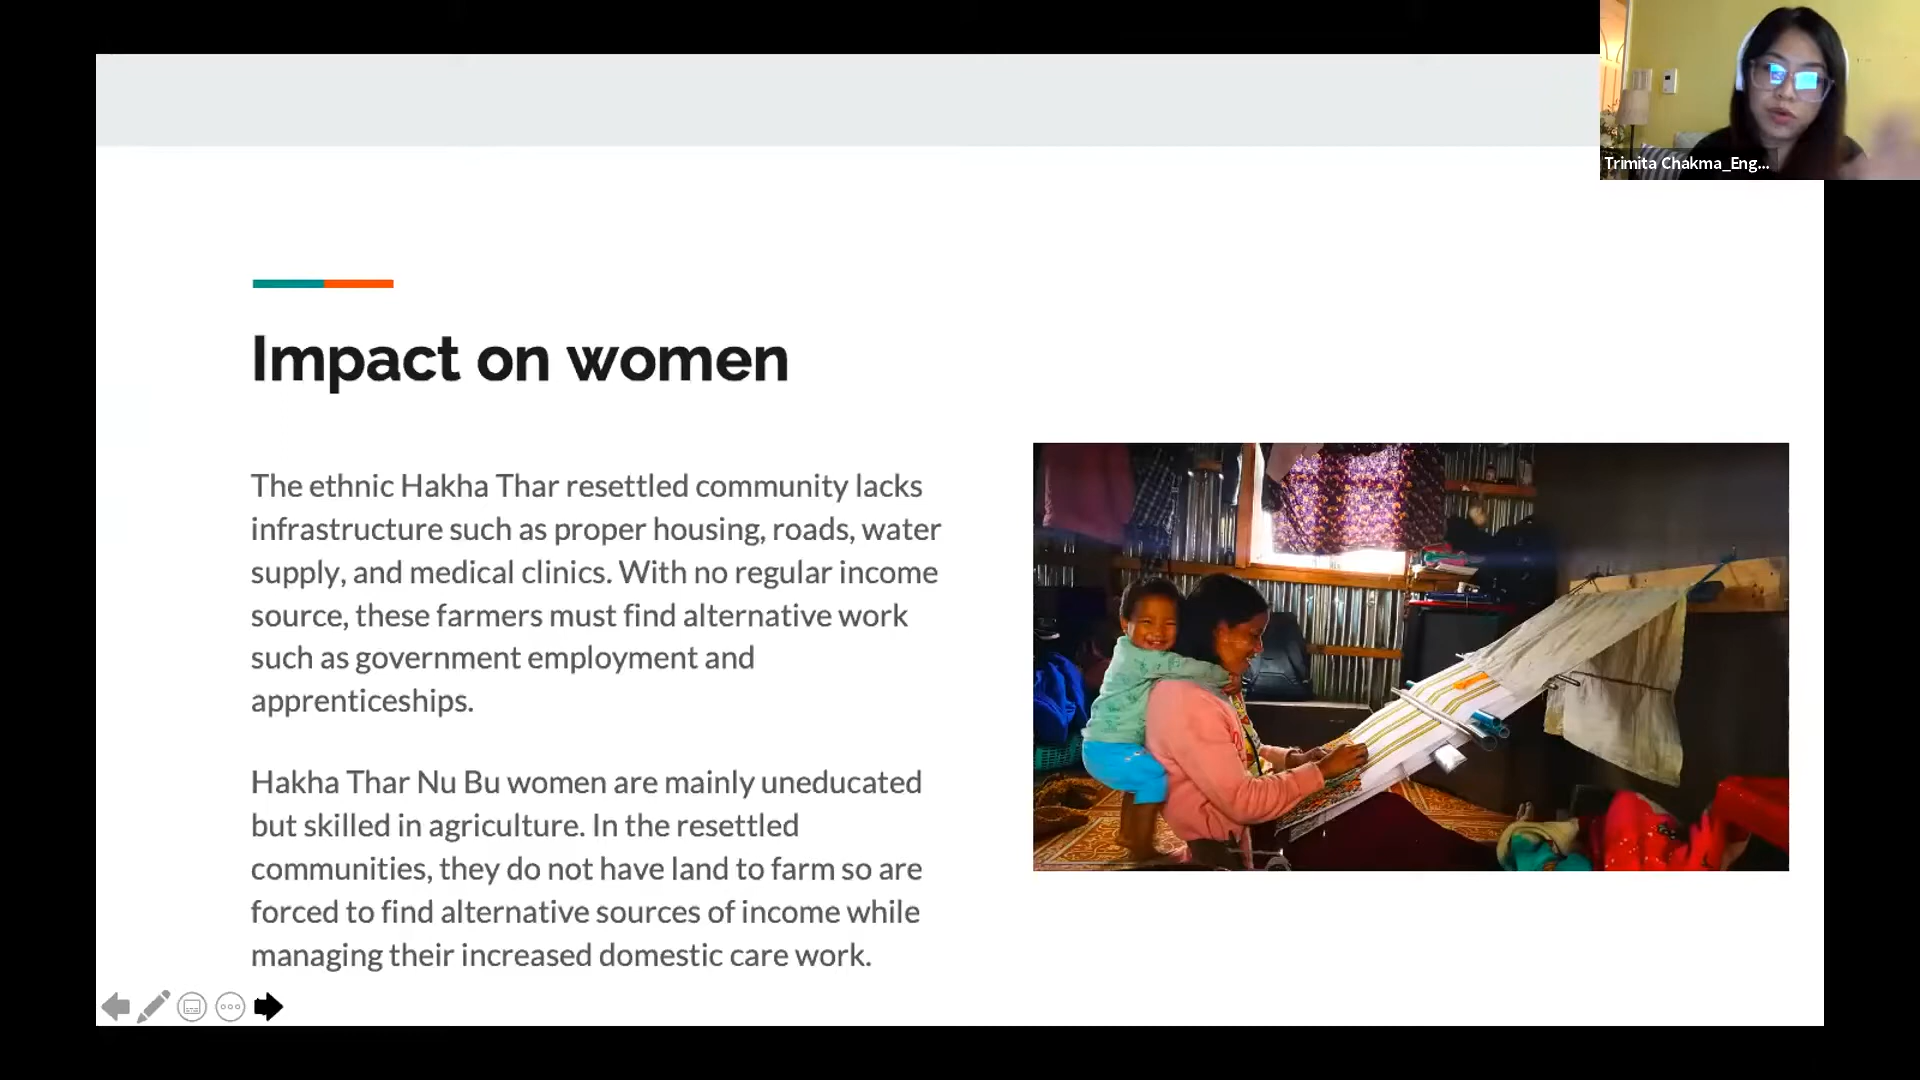 Trimita Chakma_Eng...
Impact on women
The ethnic Hakha Thar resettled community lacks
infrastructure such as proper housing, roads, water
supply, and medical clinics. With no regular income
source, these farmers must find alternative work
such as government employment and
apprenticeships.
Hakha Thar Nu Bu women are mainly uneducated
but skilled in agriculture. In the resettled
communities, they do not have land to farm so are
forced to find alternative sources of income while
managing their increased domestic care work.